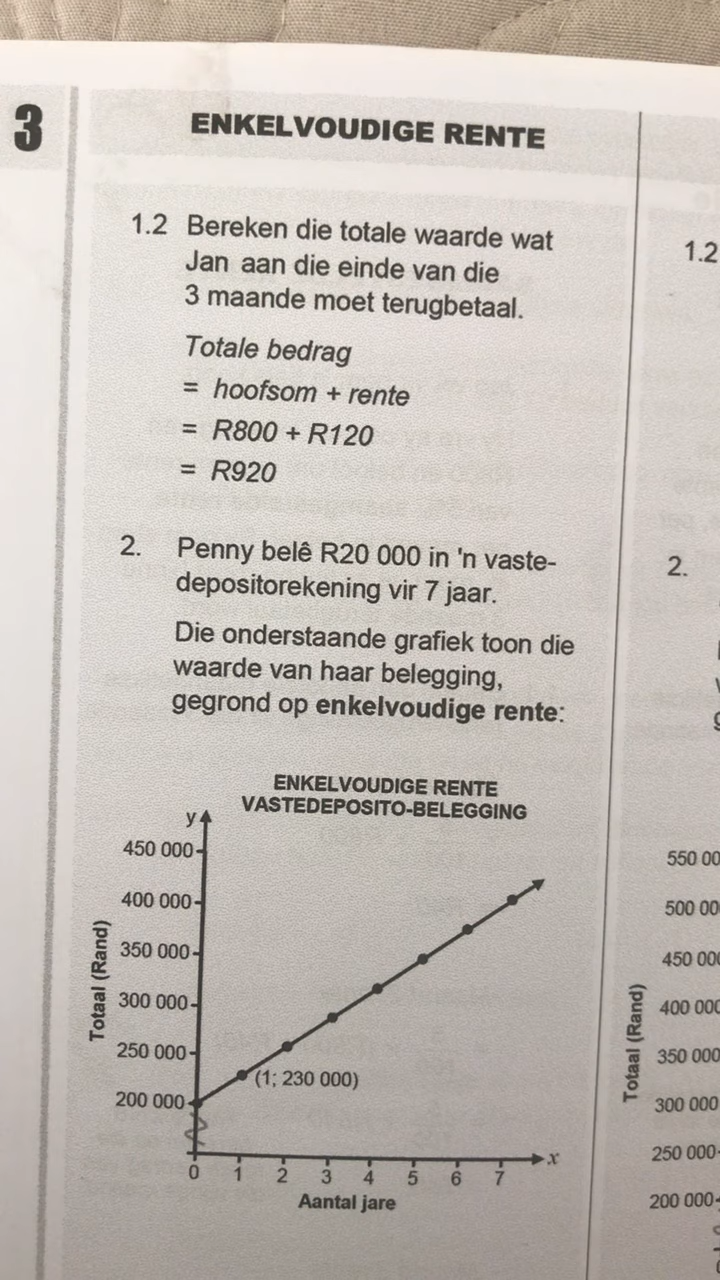 3
ENKELVOUDIGE RENTE
1.2 Bereken die totale waarde wat
Jan aan die einde van die
3 maande moet terugbetaal.
Totale bedrag
= hoofsom + rente
= R800 + R120
= R920
2. Penny belê R20 000 in 'n vaste-
depositorekening vir 7 jaar.
Die onderstaande grafiek toon die
waarde van haar belegging,
gegrond op enkelvoudige rente:
ENKELVOUDIGE RENTE
VASTEDEPOSITO-BELEGGING
y
450 000
400 000
350 000
300 000
250 000
200 000
Totaal (Rand)
(1; 230 000)
x
0 1 2 3 4 5 6 7
Aantal jare
1.2
2.
550 00
500 00
450 000
400 000
350 000
300 000
250 000
200 000
Totaal (Rand)